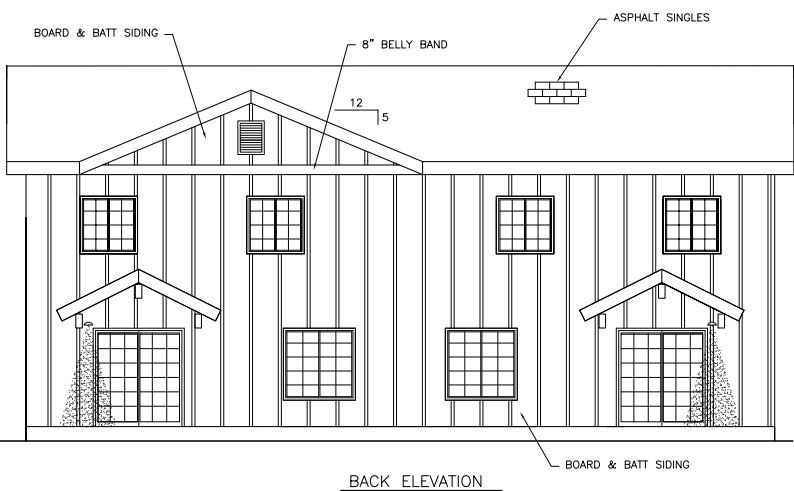 ASPHALT SINGLES
BOARD & BATT SIDING
8" BELLY BAND
12
5
BOARD & BATT SIDING
BACK ELEVATION